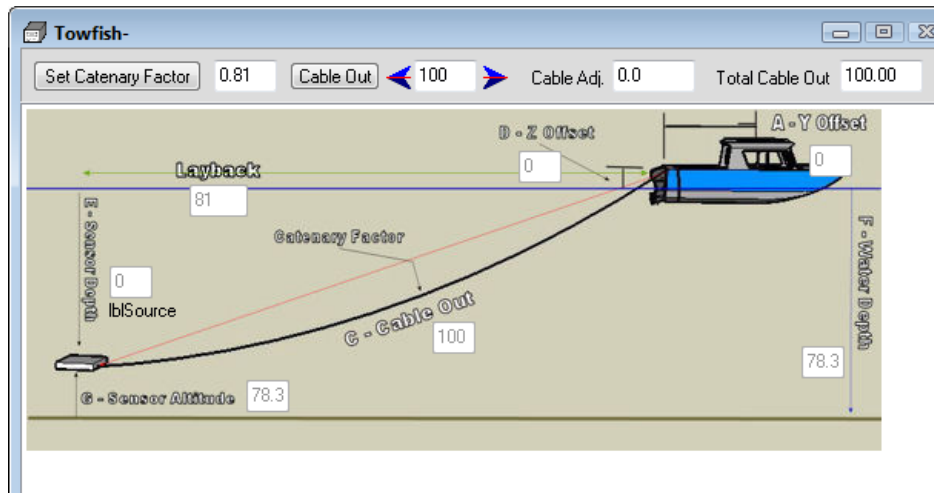 Towfish-
Set Catenary Factor 0.81 Cable Out 100 Cable Adj. 0.0 Total Cable Out 100.00
D - Z Offset A - Y Offset
0 0
Layback
81
E - Sensor Depth
Catenary Factor
F - Water Depth
0
lblSource
C - Cable Out
100
78.3
G - Sensor Altitude 78.3